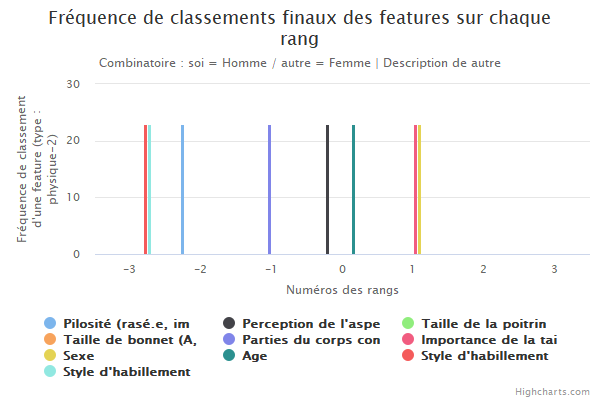 Fréquence de classements finaux des features sur chaque
rang
Combinatoire : soi = Homme / autre = Femme | Description de autre
Fréquence de classement
d'une feature (type :
physique-2)
30
20
10
0
-3 -2 -1 0 1 2 3
Numéros des rangs
Pilosité (rasé.e, im Perception de l'aspe Taille de la poitrin
Taille de bonnet (A, Parties du corps con Importance de la tai
Sexe Age Style d'habillement
Style d'habillement
Highcharts.com